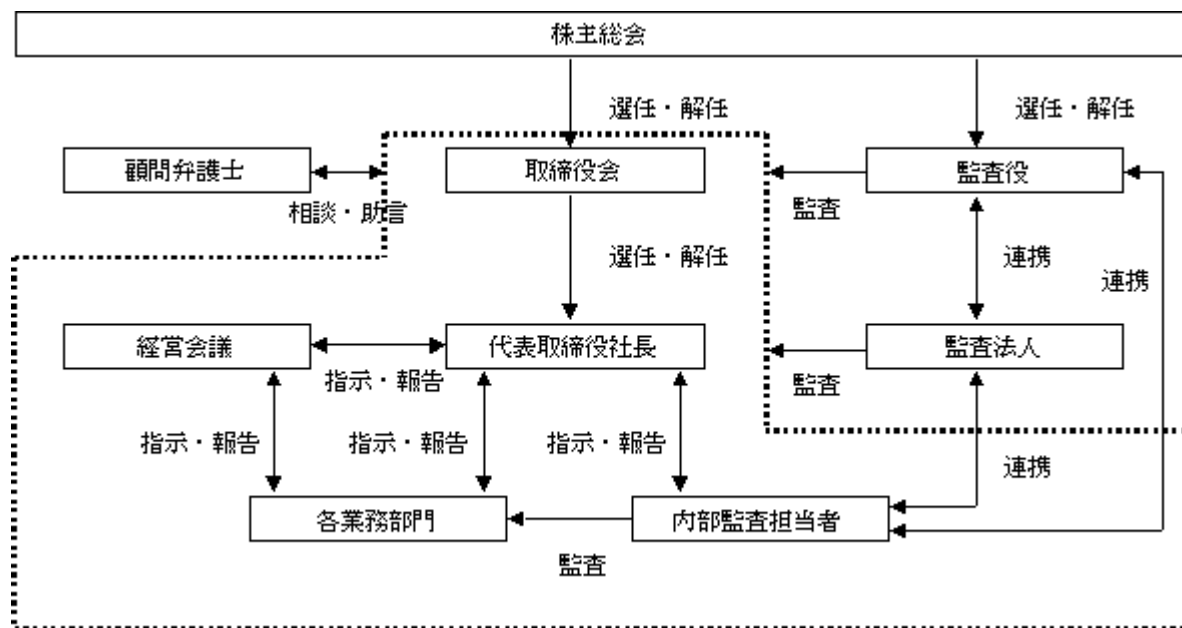 株主総会
選任・解任
選任・解任
顧問弁護士
取締役会
監査役
相談・助言
監査
選任・解任
連携
連携
経営会議
代表取締役社長
監査法人
指示・報告
監査
指示・報告
指示・報告
指示・報告
連携
各業務部門
内部監査担当者
監査